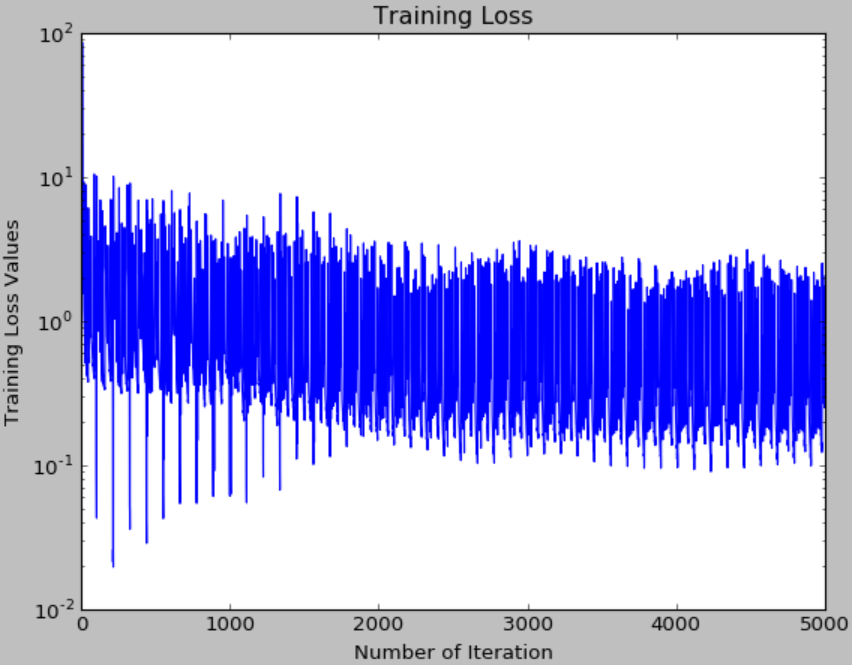 Training Loss
10^2
10^1
10^0
10^-1
10^-2
Training Loss Values
0 1000 2000 3000 4000 5000
Number of Iteration